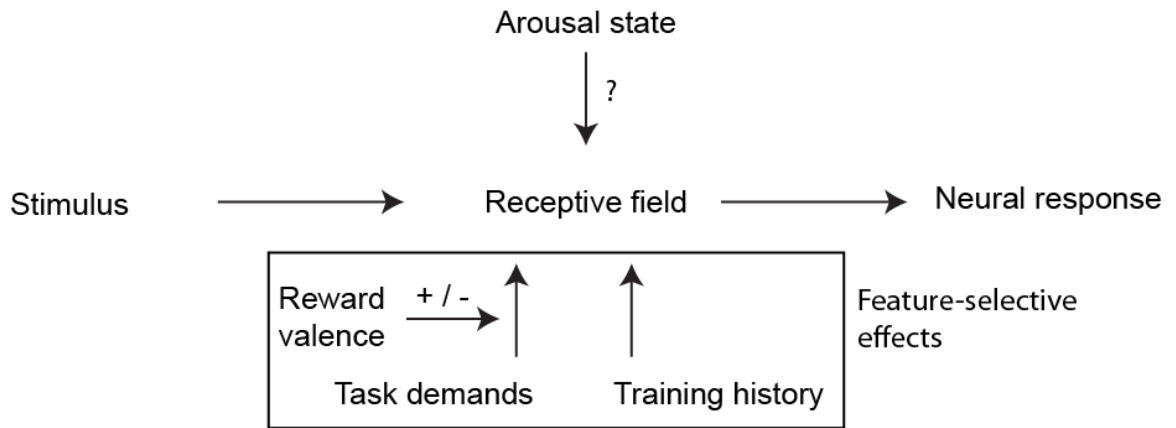 Arousal state
?
Stimulus
Receptive field
Neural response
Reward
valence
+ / -
Feature-selective
effects
Task demands
Training history